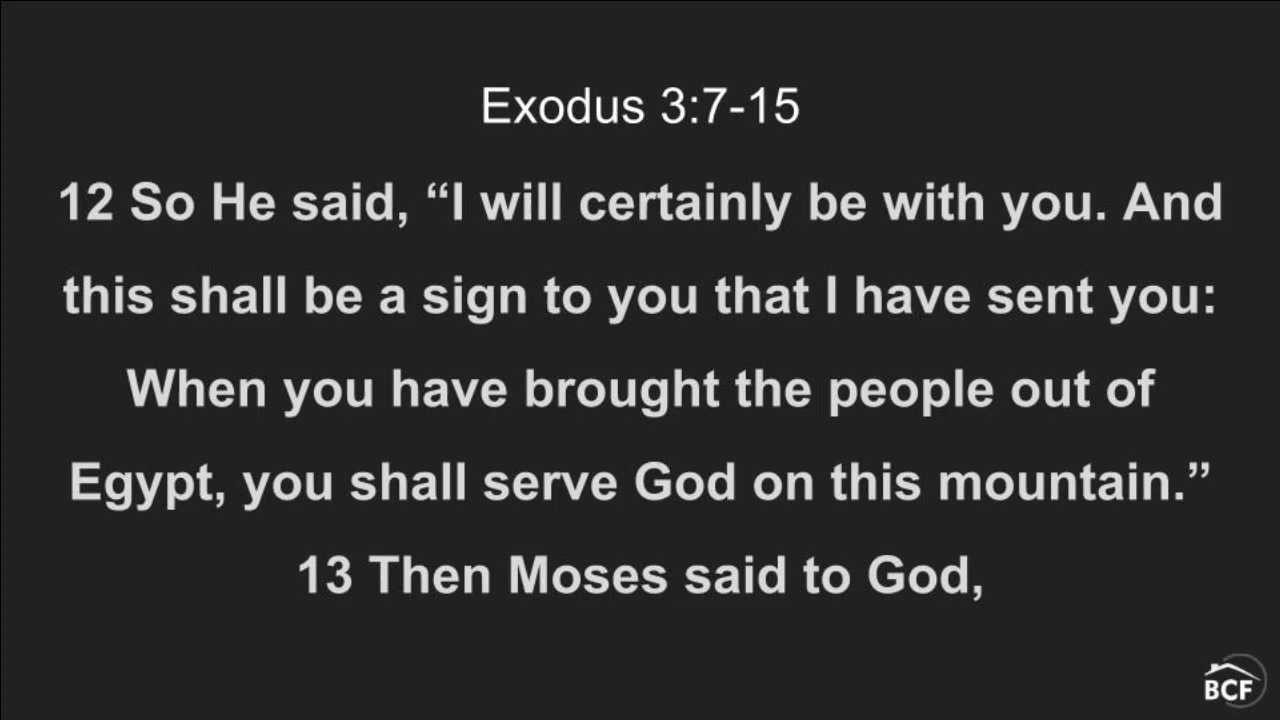 Exodus 3:7-15
12 So He said, “I will certainly be with you. And
this shall be a sign to you that I have sent you:
When you have brought the people out of
Egypt, you shall serve God on this mountain.”
13 Then Moses said to God,
BCF